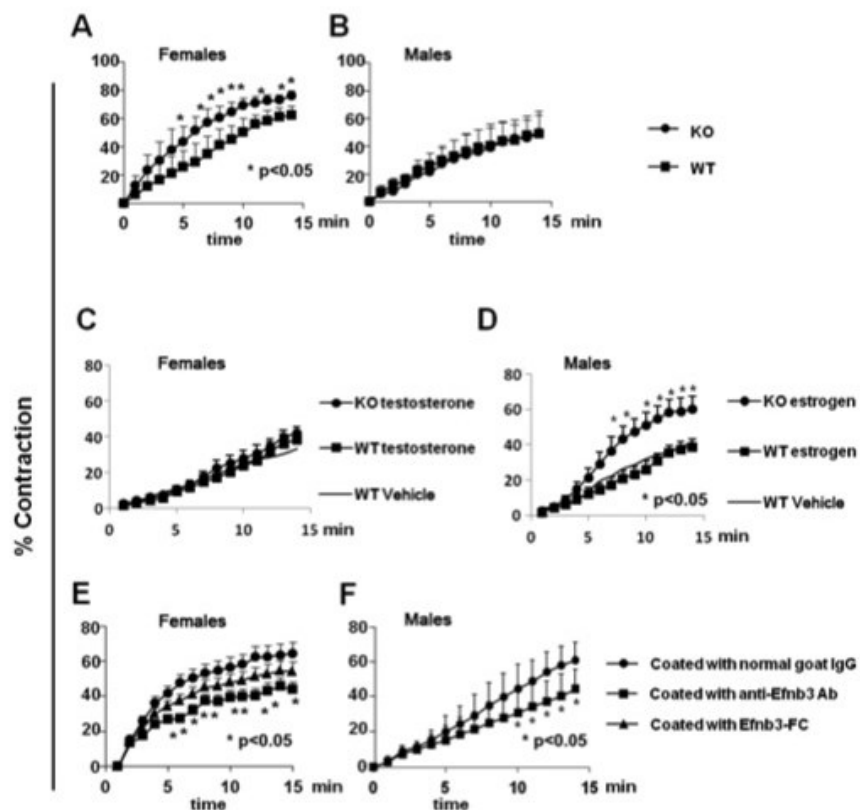 A
Females
100
80
60
40
20
0 5 10 15 min
time
* * * * * * * * *
* p<0.05
B
Males
100
80
60
40
20
0 5 10 15 min
time
KO
WT
% Contraction
C
Females
80
60
40
20
0
0 5 10 15 min
KO testosterone
WT testosterone
WT Vehicle
D
Males
80
60
40
20
0
0 5 10 15 min
* * * * * * *
* p<0.05
KO estrogen
WT estrogen
WT Vehicle
E
Females
80
60
40
20
0
0 5 10 15 min
time
* * * * * * * * *
* p<0.05
F
Males
80
60
40
20
0
0 5 10 15 min
time
* * * * *
* p<0.05
Coated with normal goat IgG
Coated with anti-Efnb3 Ab
Coated with Efnb3-FC